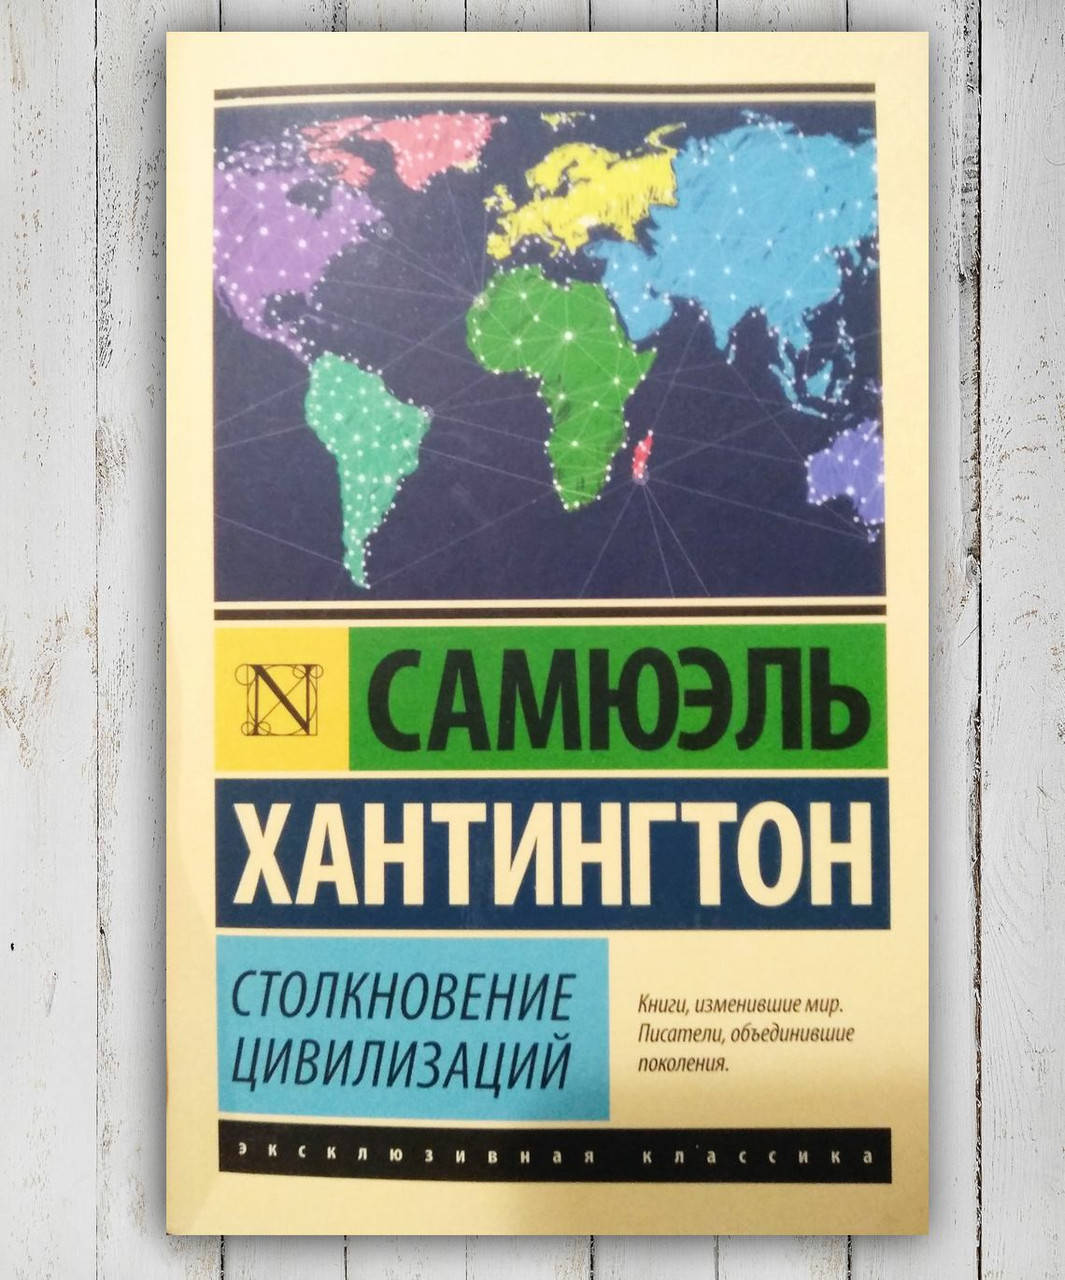 N САМЮЭЛЬ
ХАНТИНГТОН
СТОЛКНОВЕНИЕ
ЦИВИЛИЗАЦИЙ
Книги, изменившие мир.
Писатели, объединившие
поколения.
эксклюзивная классика